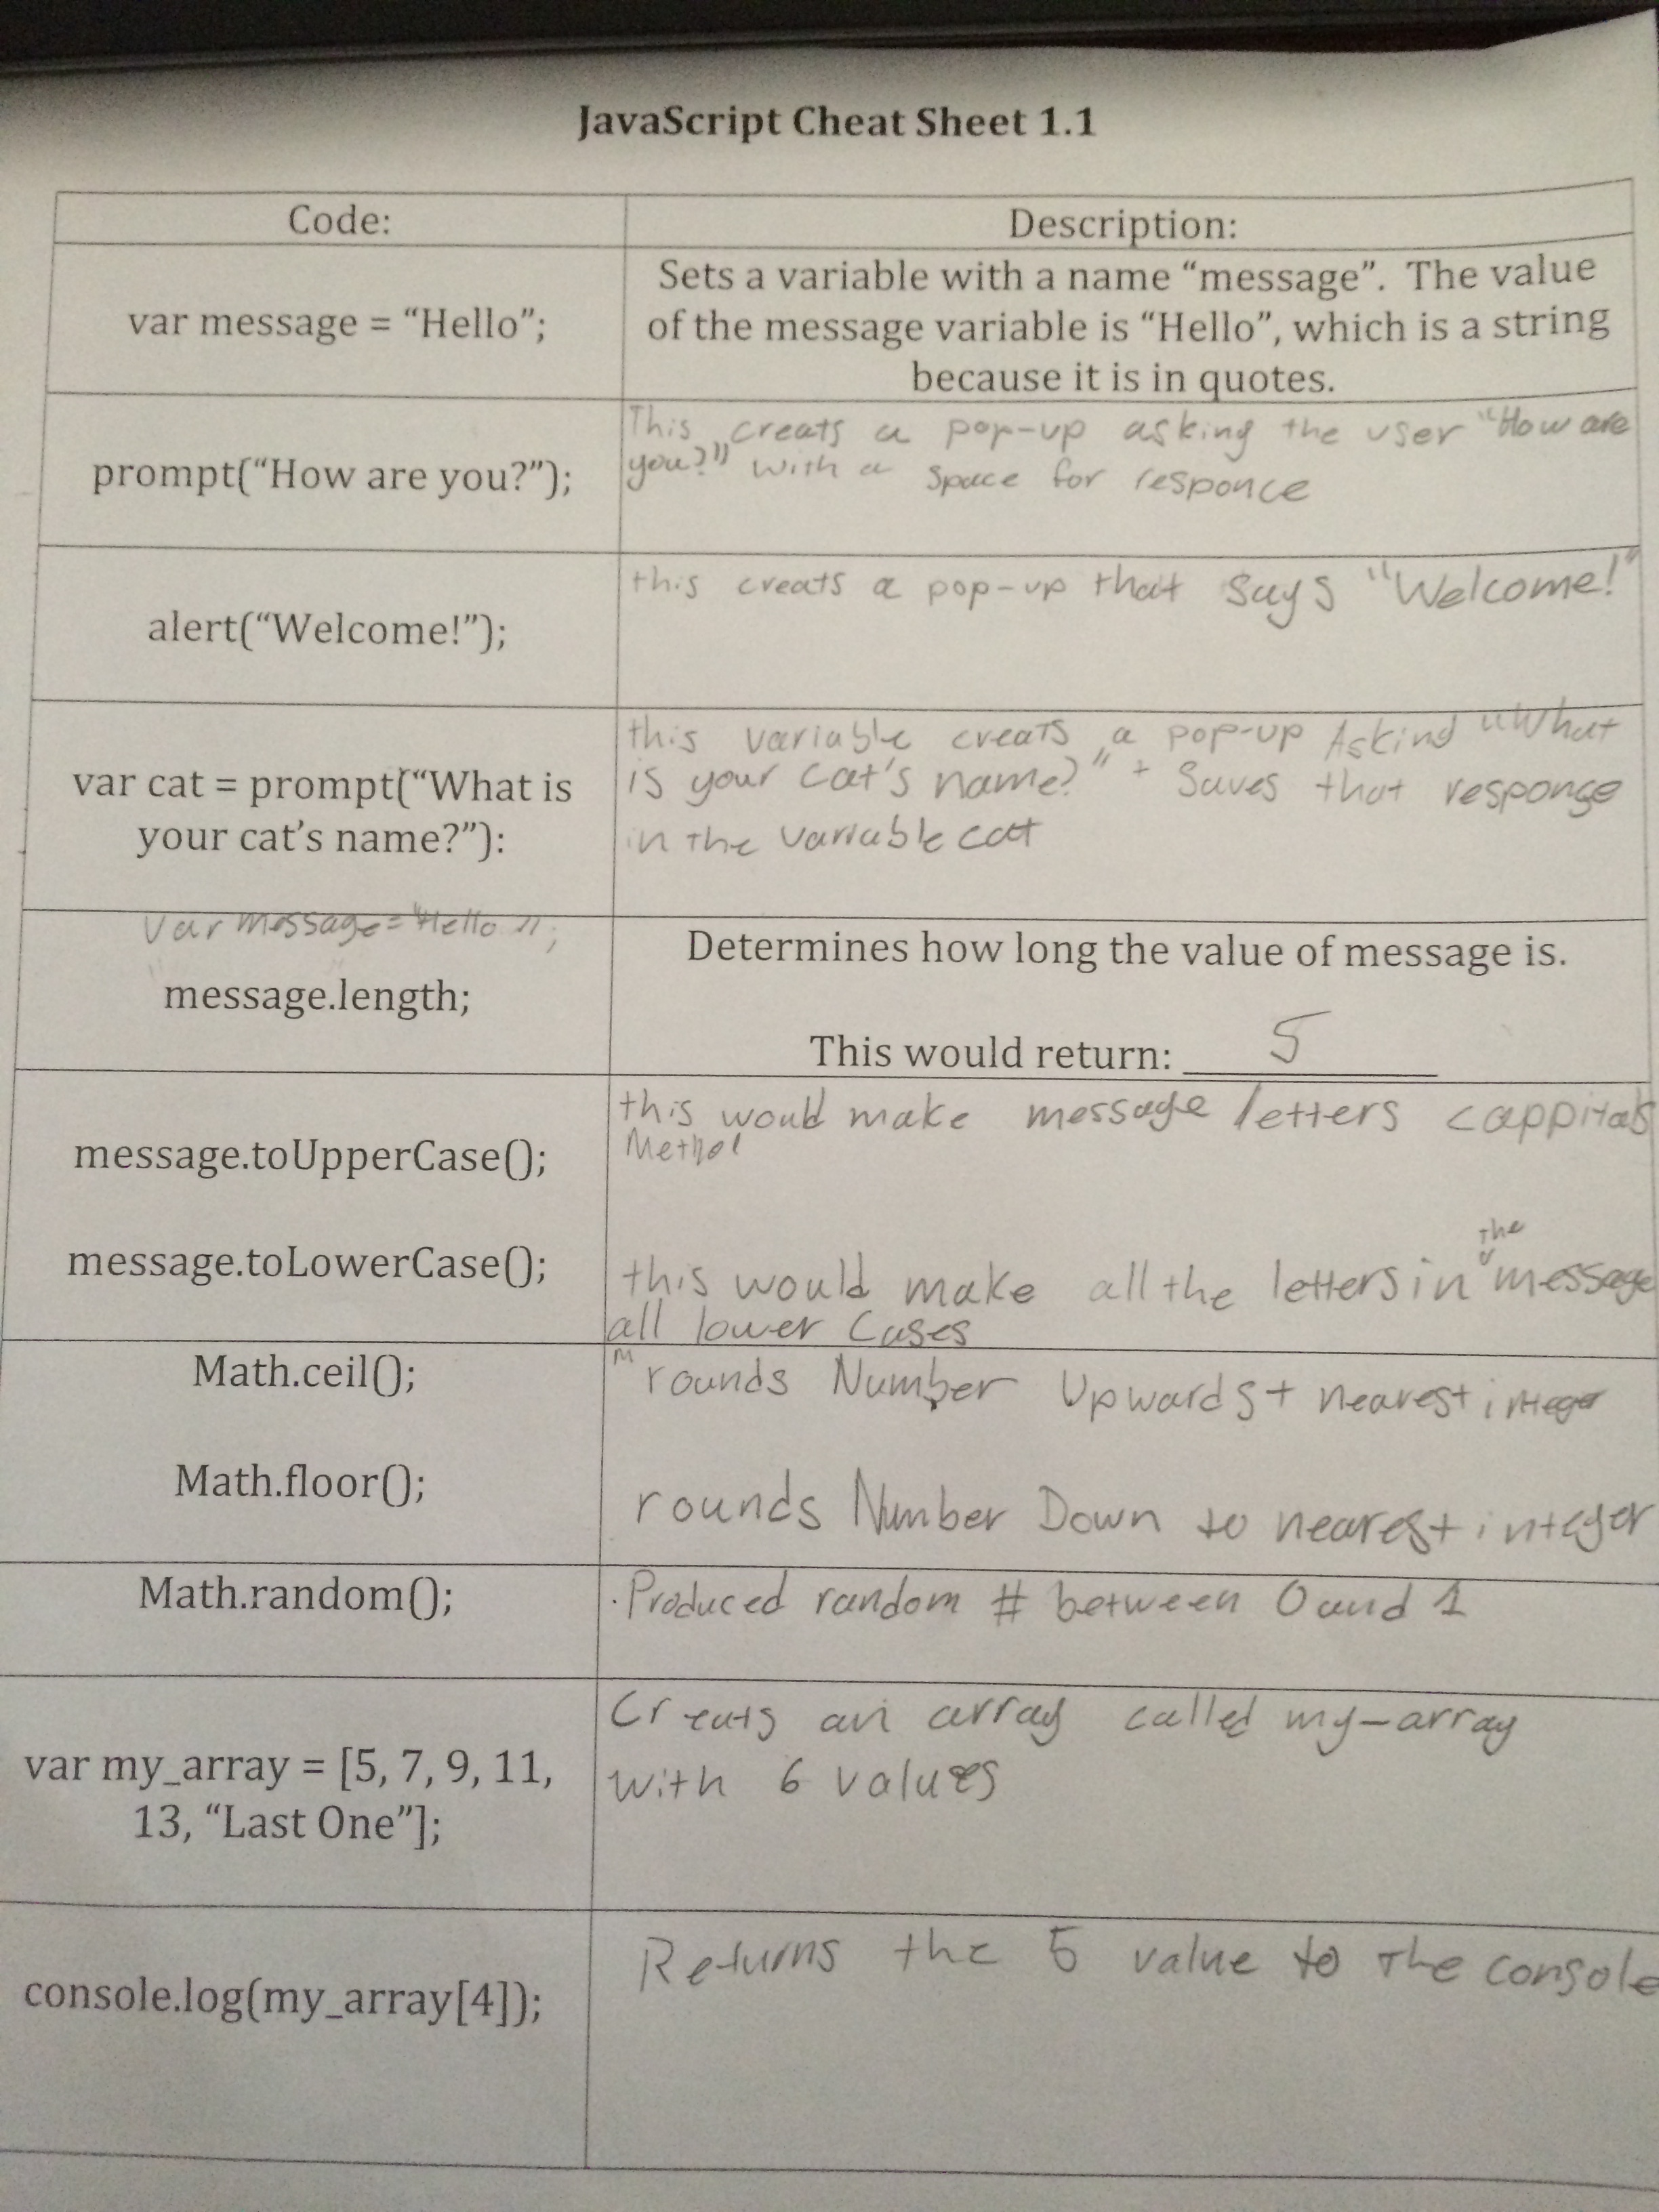 JavaScript Cheat Sheet 1.1
Code:
Description:
var message = “Hello”;
Sets a variable with a name “message”. The value
of the message variable is “Hello”, which is a string
because it is in quotes.
prompt(“How are you?”);
This creats a pop-up asking the user "How are
you?" with a space for responce
alert(“Welcome!”);
this creats a pop-up that says "Welcome!"
var cat = prompt(“What is
your cat’s name?”):
this variable creats a pop-up Askind "What
is your cat's name?" + Saves that response
in the variable cat
Var message = "Hello";
message.length;
Determines how long the value of message is.
This would return: 5
message.toUpperCase();
this would make message letters cappitals
Method
message.toLowerCase();
the
this would make all the letters in message
all lower Cases
Math.ceil();
M rounds Number Upwards + nearest integer
Math.floor();
rounds Number Down to nearest integer
Math.random();
·Produced random # between 0 and 1
var my_array = [5, 7, 9, 11,
13, “Last One”];
Creats an array called my-array
with 6 values
console.log(my_array[4]);
Returns the 5 value to the console